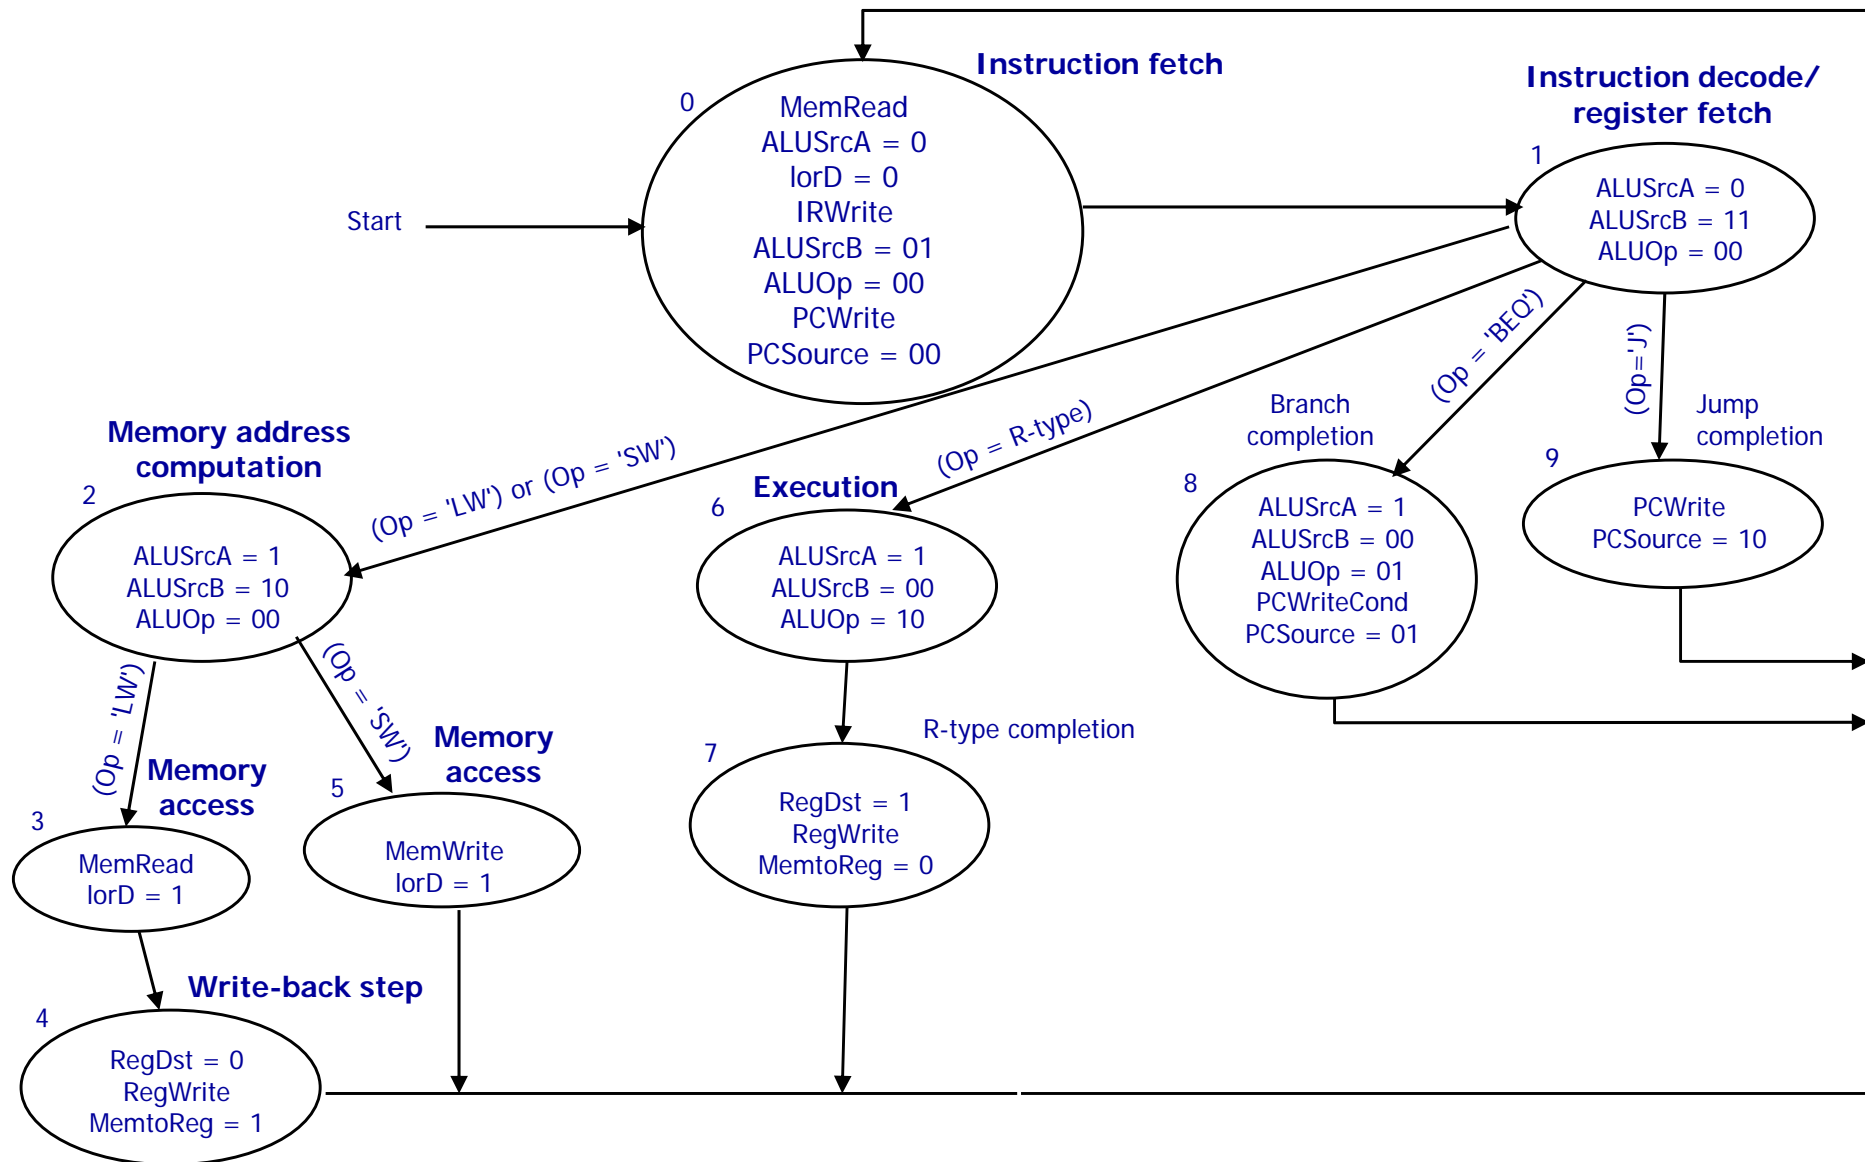 Instruction fetch
0
MemRead
ALUSrcA = 0
IorD = 0
IRWrite
ALUSrcB = 01
ALUOp = 00
PCWrite
PCSource = 00
Start
Instruction decode/
register fetch
1
ALUSrcA = 0
ALUSrcB = 11
ALUOp = 00
(Op = 'LW') or (Op = 'SW')
(Op = R-type)
(Op = 'BEQ')
(Op='J')
Memory address
computation
2
ALUSrcA = 1
ALUSrcB = 10
ALUOp = 00
Execution
6
ALUSrcA = 1
ALUSrcB = 00
ALUOp = 10
Branch
completion
8
ALUSrcA = 1
ALUSrcB = 00
ALUOp = 01
PCWriteCond
PCSource = 01
Jump
completion
9
PCWrite
PCSource = 10
(Op = 'LW')
(Op = 'SW')
Memory
access
3
MemRead
IorD = 1
Memory
access
5
MemWrite
IorD = 1
R-type completion
7
RegDst = 1
RegWrite
MemtoReg = 0
Write-back step
4
RegDst = 0
RegWrite
MemtoReg = 1